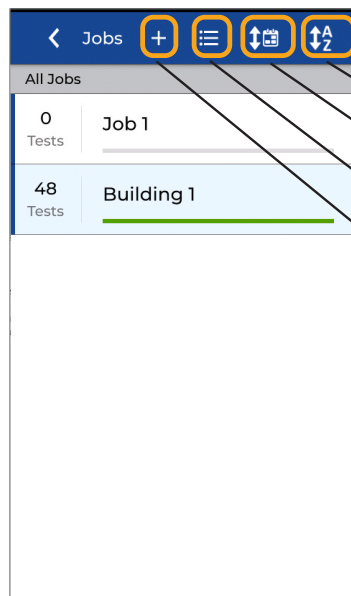 Jobs
A
Z
All Jobs
0
Tests
Job 1
48
Tests
Building 1